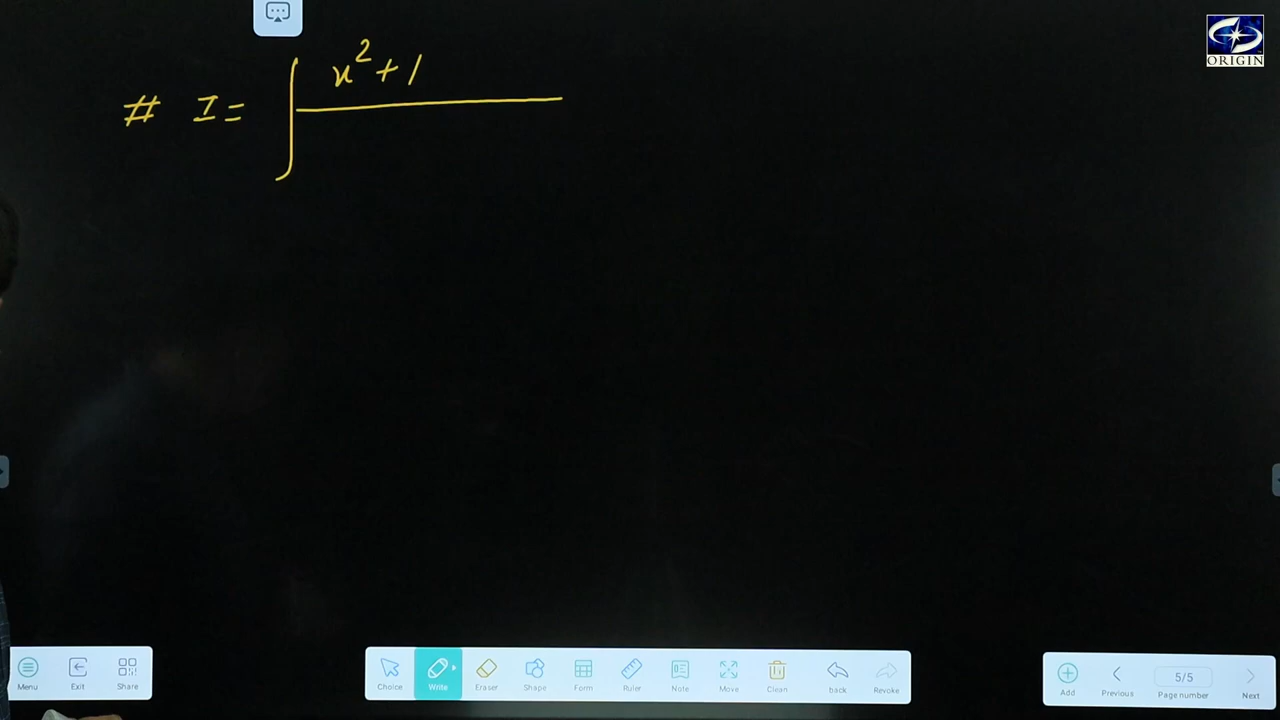 # I = ∫ x²+1
ORIGIN
Menu Exit Share
Choice Write Eraser Shape Form Ruler Note Move Clean back Revoke
Add Previous 5/5 Page number Next